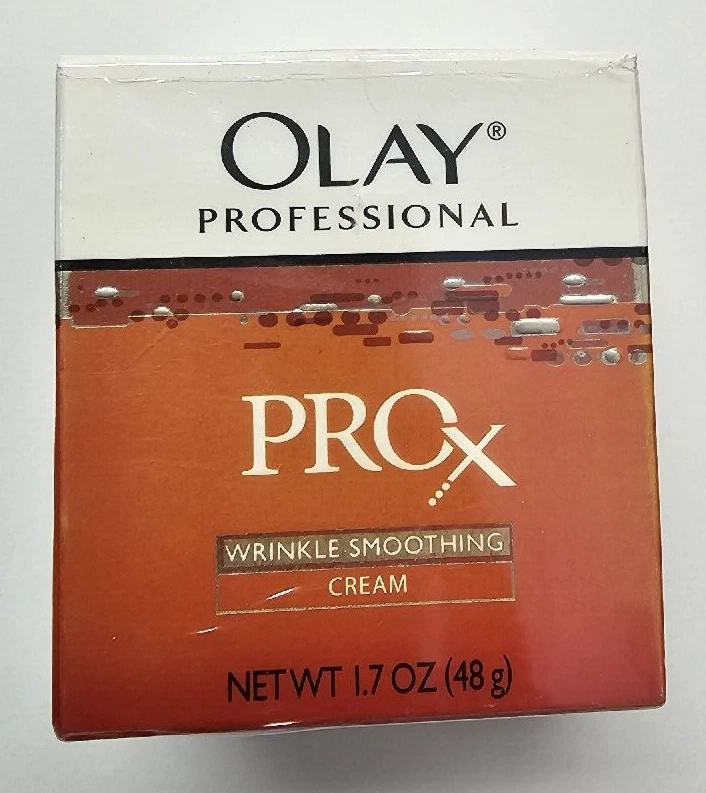 OLAY®
PROFESSIONAL
PROX
WRINKLE SMOOTHING
CREAM
NET WT 1.7 OZ (48 g)